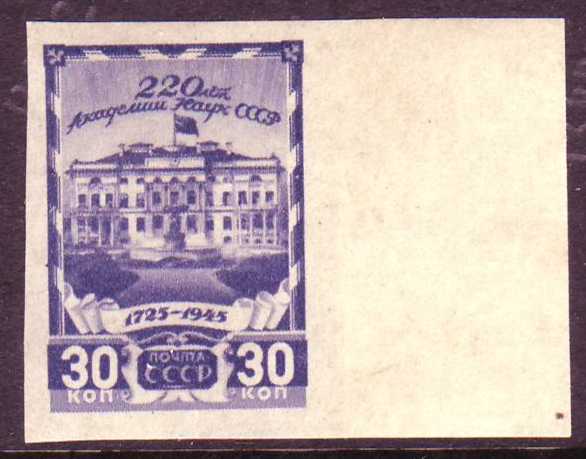 220 лет
Академии Наук СССР
1725-1945
30 ПОЧТА 30
КОП СССР КОП